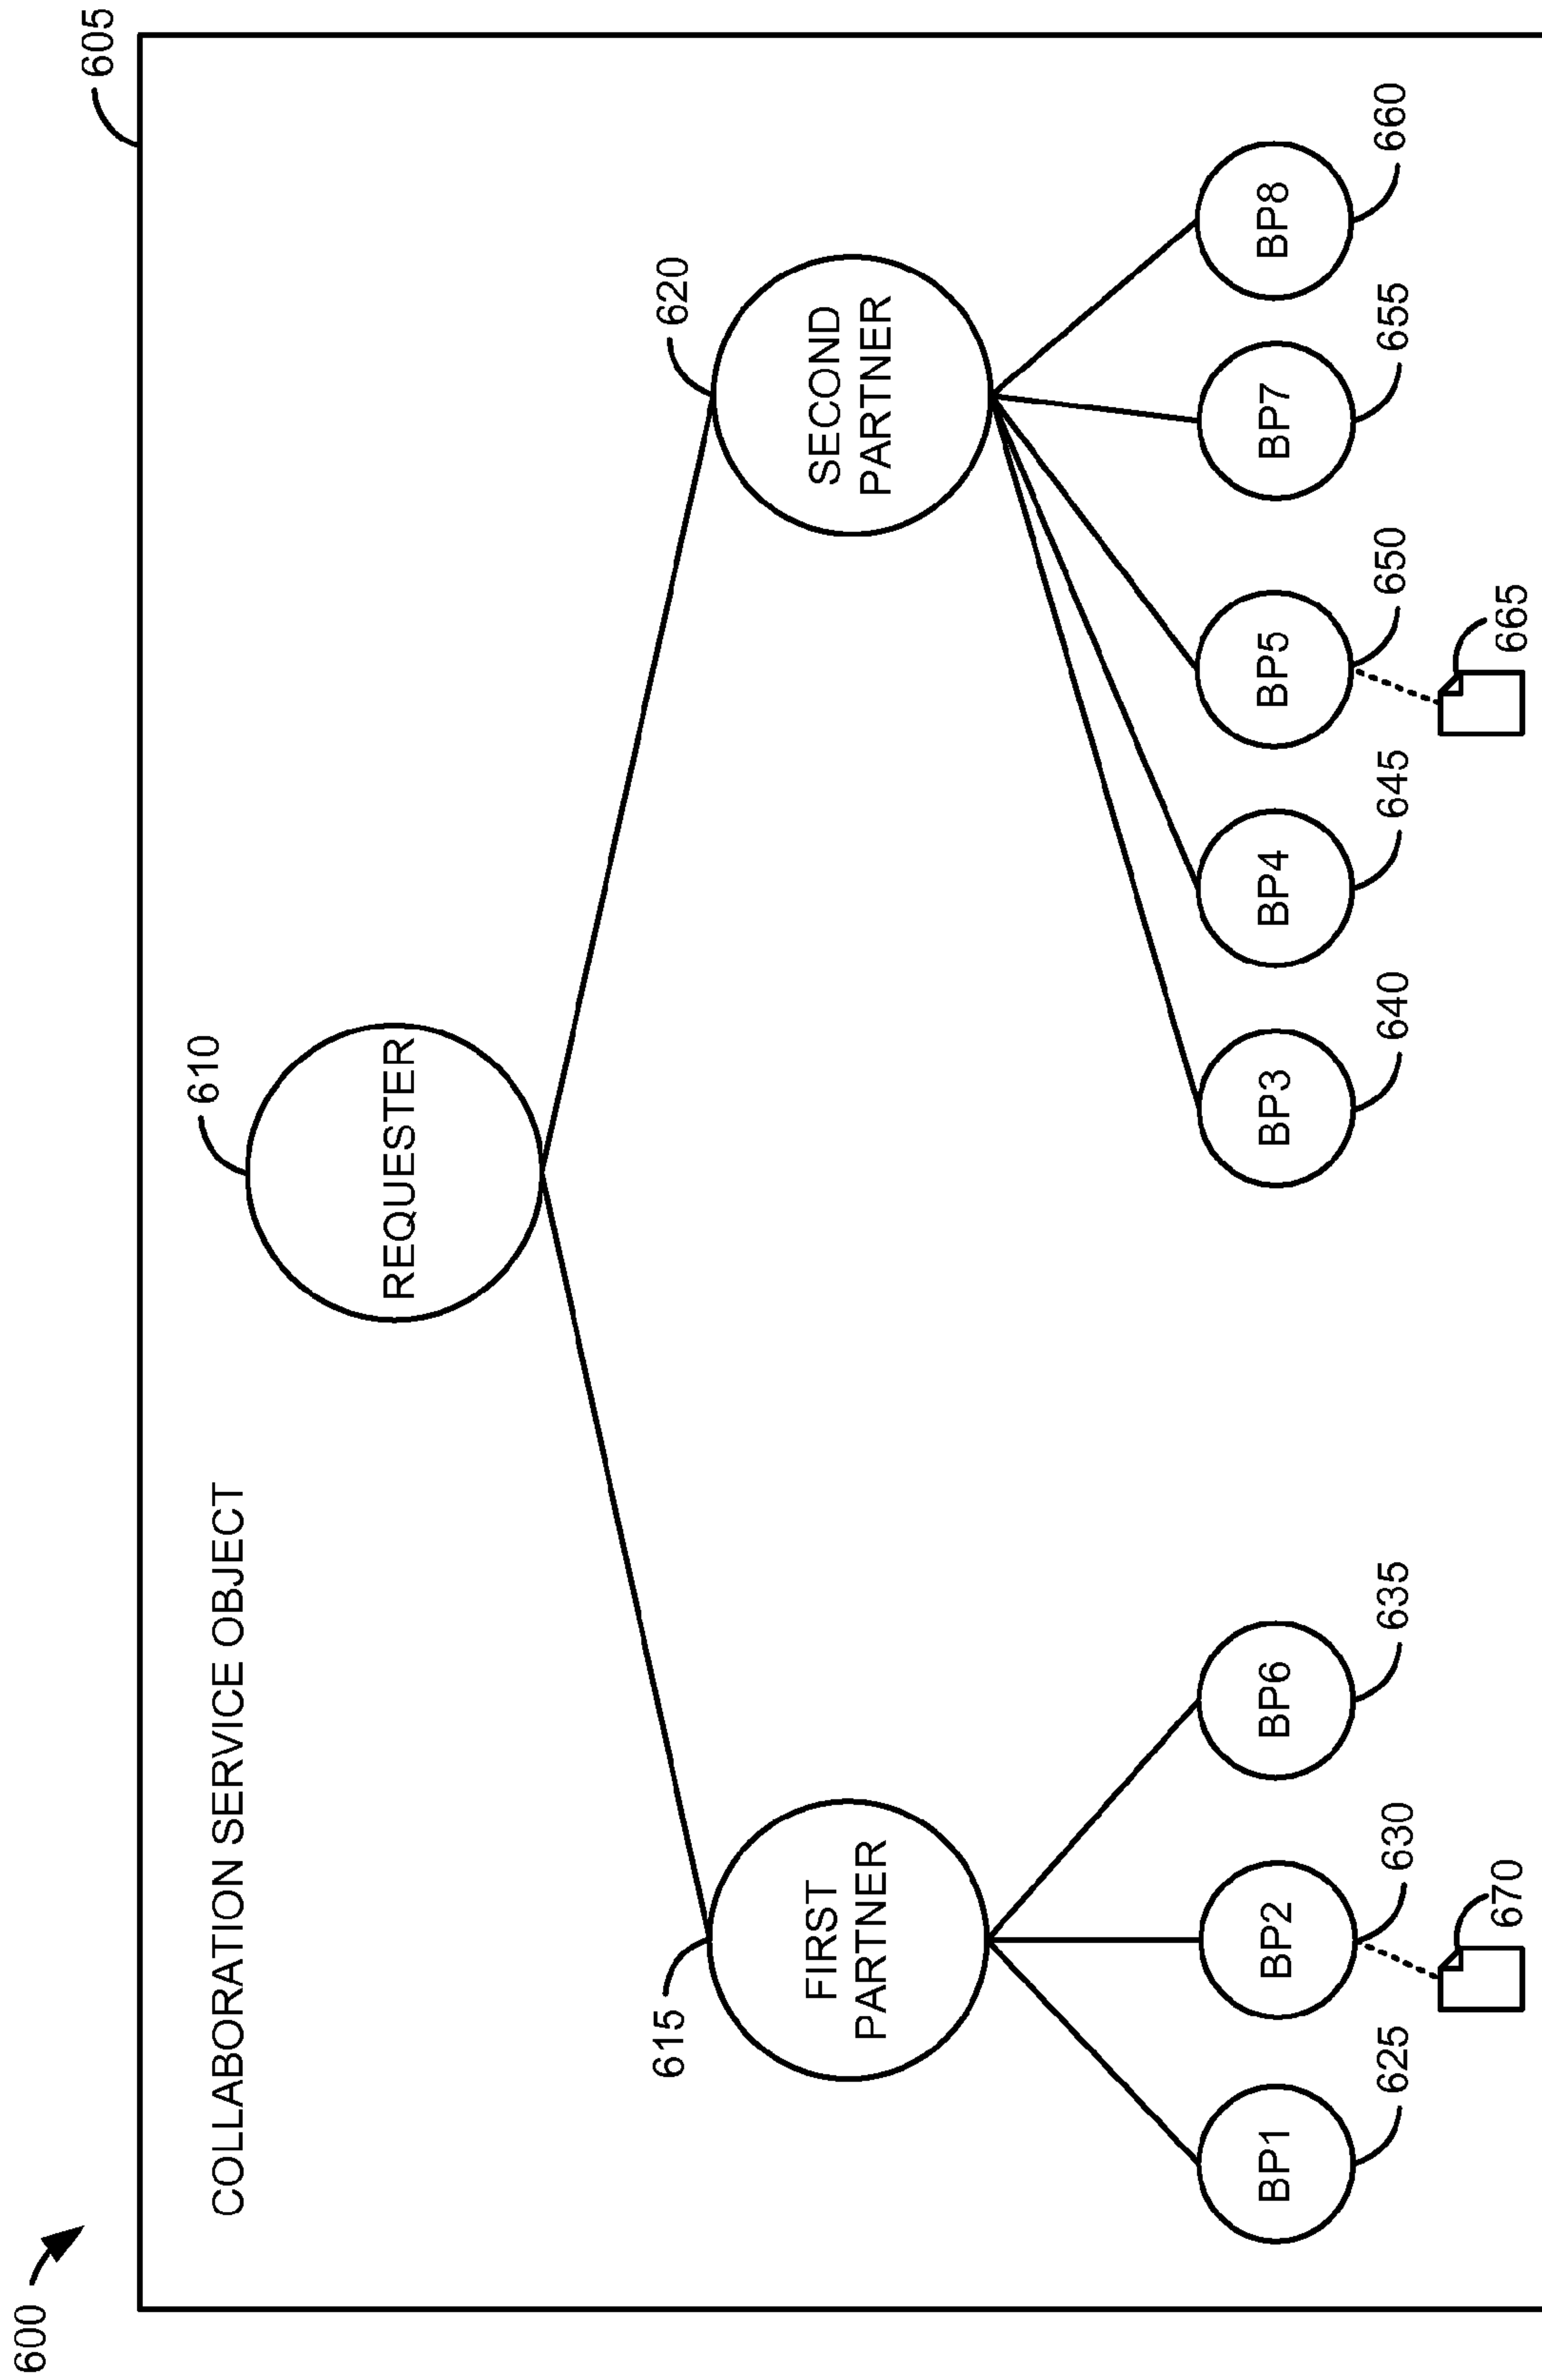 600
605
COLLABORATION SERVICE OBJECT
610
REQUESTER
615
FIRST
PARTNER
620
SECOND
PARTNER
BP1
BP2
BP6
BP3
BP4
BP5
BP7
BP8
625
630
635
640
645
650
655
660
670
665